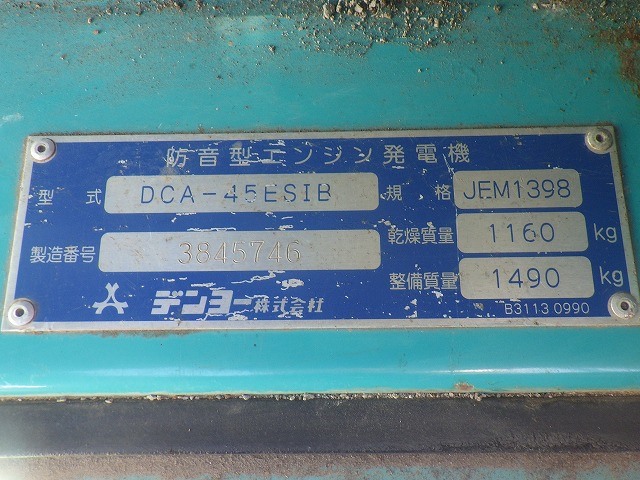 防音型エンジン発電機
型式 DCA-45ESIB 規格 JEM1398
製造番号 3845746 乾燥質量 1160 kg
整備質量 1490 kg
デンヨー株式会社 B3113 0990